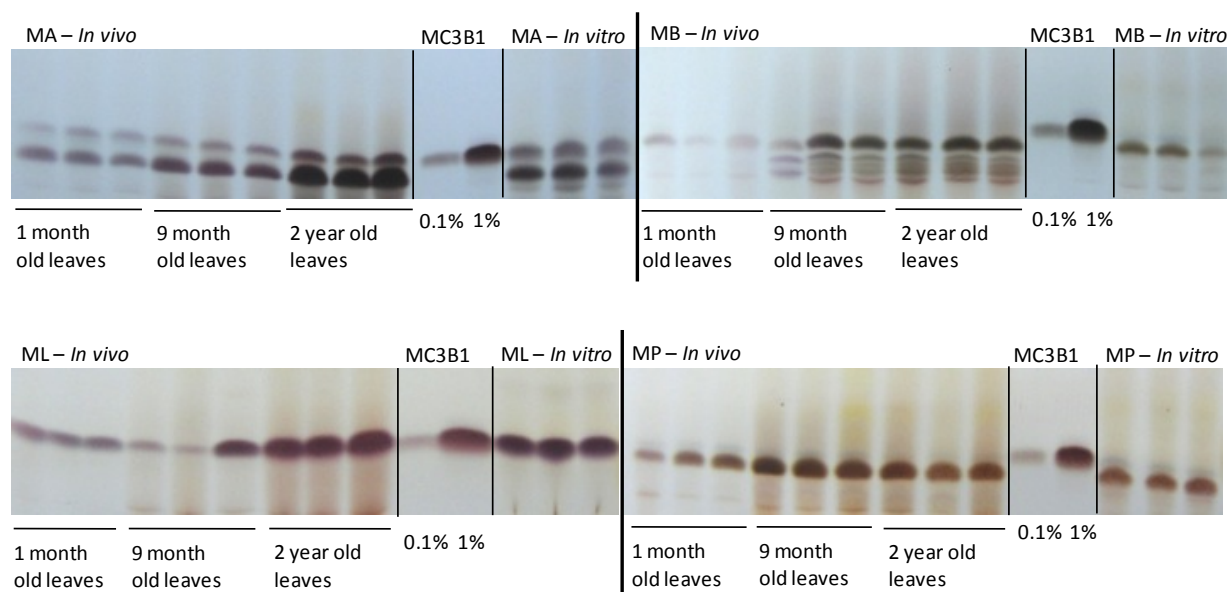 MA – In vivo
MC3B1
MA – In vitro
0.1% 1%
1 month
old leaves
9 month
old leaves
2 year old
leaves
MB – In vivo
MC3B1
MB – In vitro
0.1% 1%
1 month
old leaves
9 month
old leaves
2 year old
leaves
ML – In vivo
MC3B1
ML – In vitro
0.1% 1%
1 month
old leaves
9 month
old leaves
2 year old
leaves
MP – In vivo
MC3B1
MP – In vitro
0.1% 1%
1 month
old leaves
9 month
old leaves
2 year old
leaves